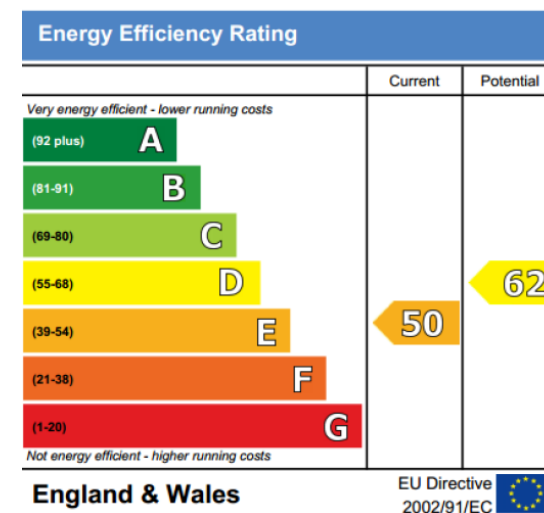 Energy Efficiency Rating
Current Potential
Very energy efficient - lower running costs
(92 plus) A
(81-91) B
(69-80) C
(55-68) D
62
(39-54) E
50
(21-38) F
(1-20) G
Not energy efficient - higher running costs
England & Wales
EU Directive
2002/91/EC